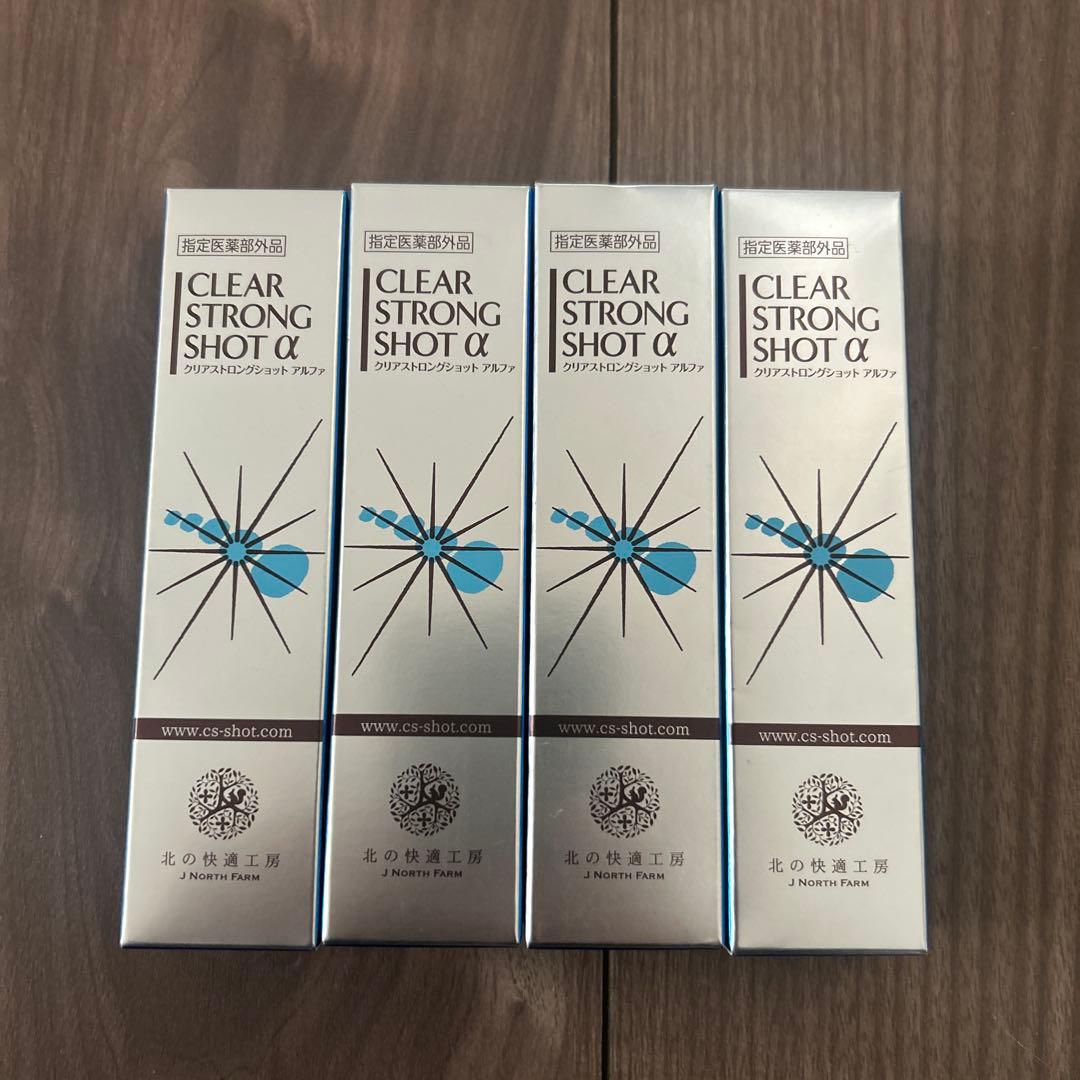 指定医薬部外品
CLEAR
STRONG
SHOT α
クリアストロングショット アルファ
www.cs-shot.com
北の快適工房
J NORTH FARM
指定医薬部外品
CLEAR
STRONG
SHOT α
クリアストロングショット アルファ
www.cs-shot.com
北の快適工房
J NORTH FARM
指定医薬部外品
CLEAR
STRONG
SHOT α
クリアストロングショット アルファ
www.cs-shot.com
北の快適工房
J NORTH FARM
指定医薬部外品
CLEAR
STRONG
SHOT α
クリアストロングショット アルファ
www.cs-shot.com
北の快適工房
J NORTH FARM